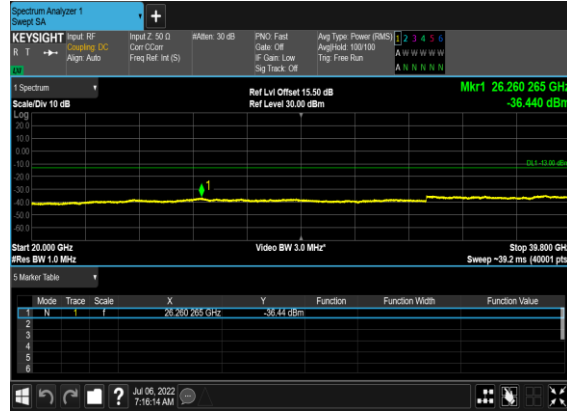 Spectrum Analyzer 1
Swept SA
+
KEYSIGHT Input: RF Input Z: 50 Ω #Atten: 30 dB PNO: Fast Avg Type: Power (RMS) 1 2 3 4 5 6
R T Coupling: DC Corr CCorr Gate: Off Avg|Hold: 100/100 A W W W W W
Align: Auto Freq Ref: Int (S) IF Gain: Low Trig: Free Run
Sig Track: Off A N N N N N
LXI
1 Spectrum Ref Lvl Offset 15.50 dB Mkr1 26.260 265 GHz
Scale/Div 10 dB Ref Level 30.00 dBm -36.440 dBm
Log
20.0
10.0
0.00
-10.0
DL1 -13.00 dBm
-20.0
-30.0
1
-40.0
-50.0
-60.0
Start 20.000 GHz Video BW 3.0 MHz* Stop 39.800 GHz
#Res BW 1.0 MHz Sweep ~39.2 ms (40001 pts)
5 Marker Table
Mode Trace Scale X Y Function Function Width Function Value
1 N 1 f 26.260 265 GHz -36.44 dBm
2
3
4
5
6
? Jul 06, 2022
7:16:14 AM